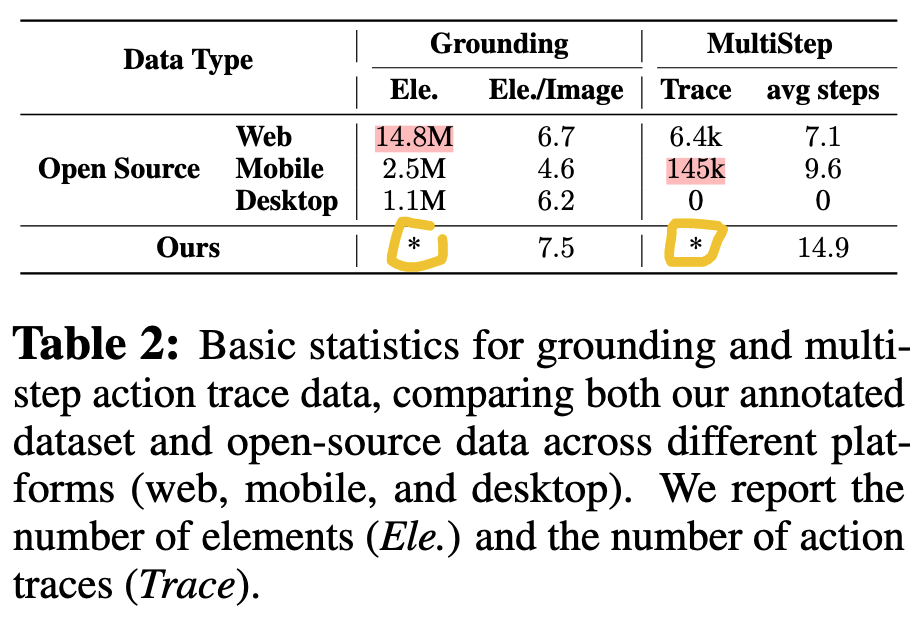 Data Type Grounding MultiStep
Ele. Ele./Image Trace avg steps
Web 14.8M 6.7 6.4k 7.1
Open Source Mobile 2.5M 4.6 145k 9.6
Desktop 1.1M 6.2 0 0
Ours * 7.5 * 14.9
Table 2: Basic statistics for grounding and multi-
step action trace data, comparing both our annotated
dataset and open-source data across different plat-
forms (web, mobile, and desktop). We report the
number of elements (Ele.) and the number of action
traces (Trace).